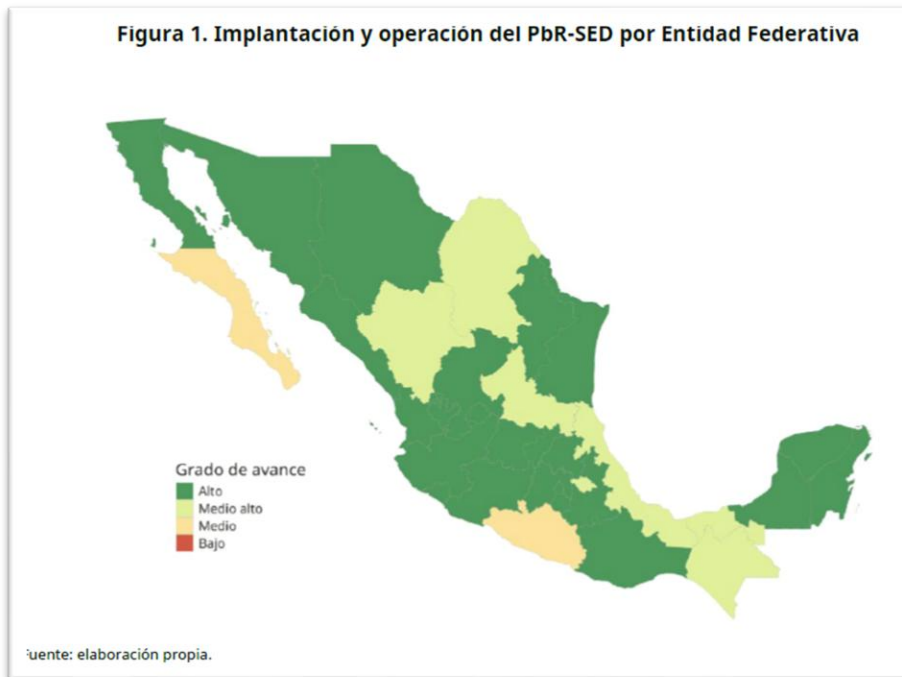 Figura 1. Implantación y operación del PbR-SED por Entidad Federativa
Grado de avance
Alto
Medio alto
Medio
Bajo
Fuente: elaboración propia.